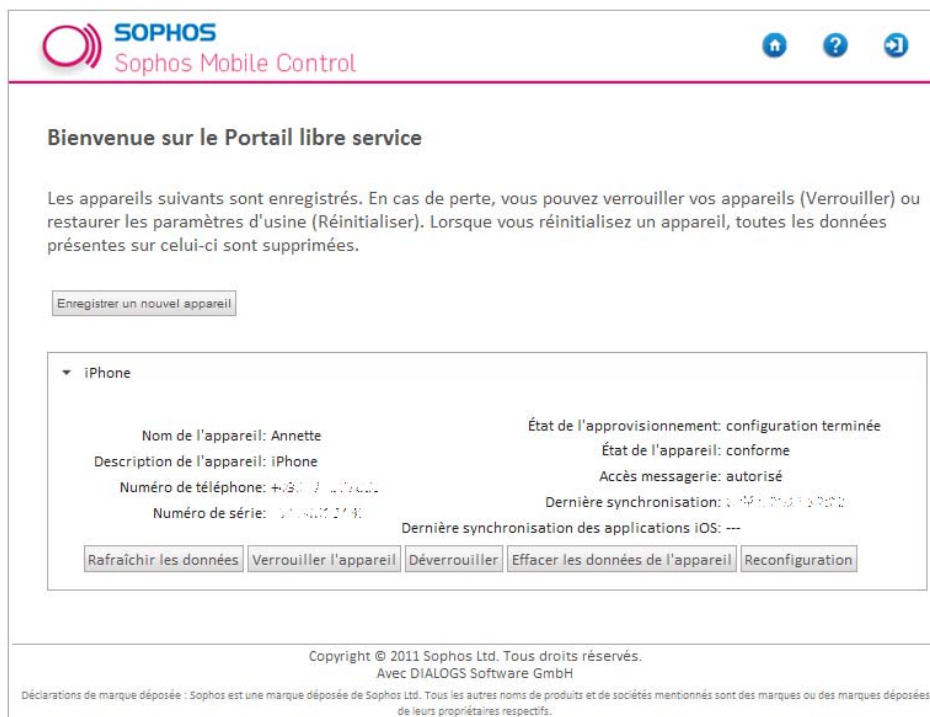 SOPHOS
Sophos Mobile Control
Bienvenue sur le Portail libre service
Les appareils suivants sont enregistrés. En cas de perte, vous pouvez verrouiller vos appareils (Verrouiller) ou
restaurer les paramètres d'usine (Réinitialiser). Lorsque vous réinitialisez un appareil, toutes les données
présentes sur celui-ci sont supprimées.
Enregistrer un nouvel appareil
iPhone
Nom de l'appareil: Annette
Description de l'appareil: iPhone
Numéro de téléphone:
Numéro de série:
État de l'approvisionnement: configuration terminée
État de l'appareil: conforme
Accès messagerie: autorisé
Dernière synchronisation:
Dernière synchronisation des applications iOS: ---
Rafraîchir les données Verrouiller l'appareil Déverrouiller Effacer les données de l'appareil Reconfiguration
Copyright © 2011 Sophos Ltd. Tous droits réservés.
Avec DIALOGS Software GmbH
Déclarations de marque déposée : Sophos est une marque déposée de Sophos Ltd. Tous les autres noms de produits et de sociétés mentionnés sont des marques ou des marques déposées
de leurs propriétaires respectifs.